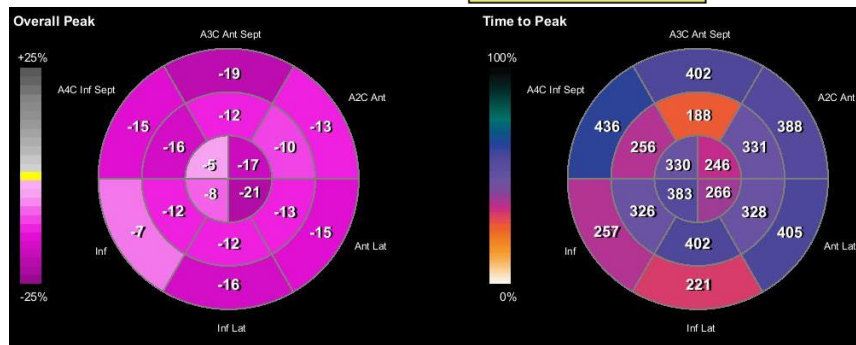 Overall Peak
A3C Ant Sept
+25%
A4C Inf Sept
A2C Ant
-19
-15
-13
-12
-16
-10
-5
-17
-8
-21
-12
-13
-7
-15
-12
-16
Inf
Ant Lat
-25%
Inf Lat
Time to Peak
A3C Ant Sept
100%
A4C Inf Sept
A2C Ant
402
436
388
188
256
331
330
246
383
266
326
328
257
405
402
221
Inf
Ant Lat
0%
Inf Lat